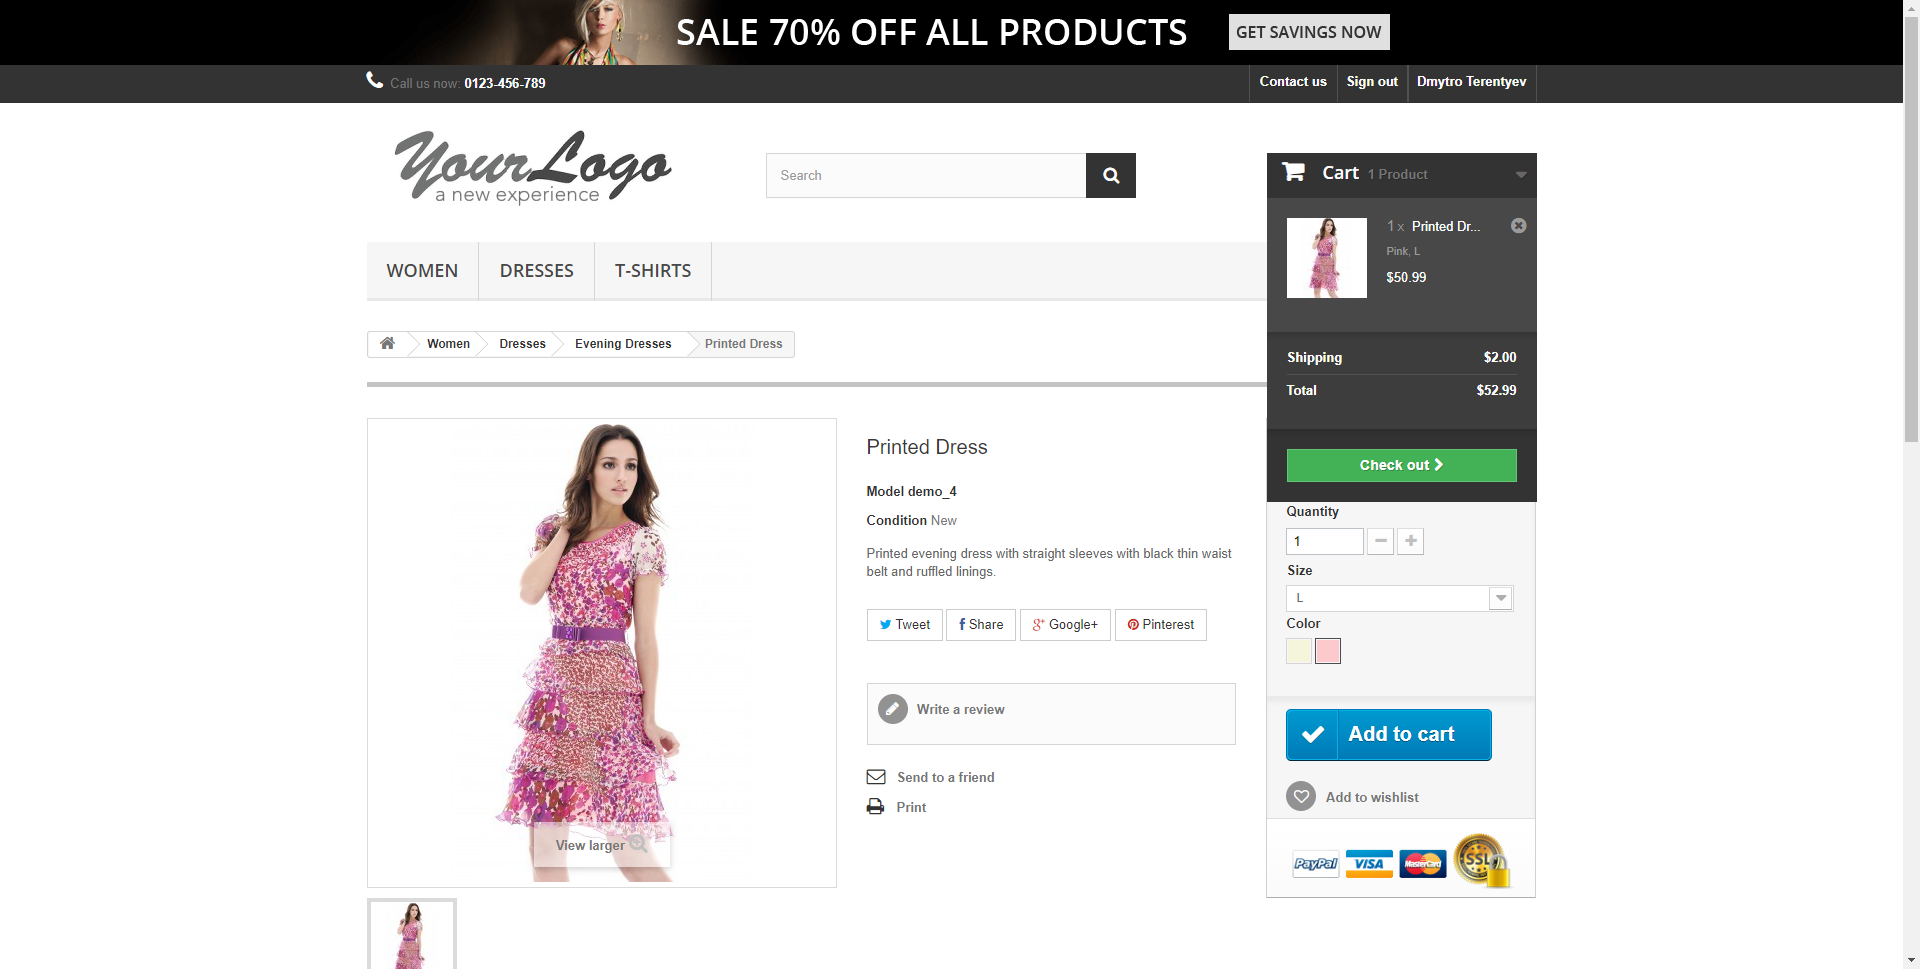 SALE 70% OFF ALL PRODUCTS
GET SAVINGS NOW
Call us now: 0123-456-789
Contact us
Sign out
Dmytro Terentyev
YourLogo
a new experience
Search
Cart 1 Product
1 x Printed Dr...
Pink, L
$50.99
Shipping $2.00
Total $52.99
Check out
WOMEN
DRESSES
T-SHIRTS
Women
Dresses
Evening Dresses
Printed Dress
View larger
Printed Dress
Model demo_4
Condition New
Printed evening dress with straight sleeves with black thin waist
belt and ruffled linings.
Tweet
Share
Google+
Pinterest
Write a review
Send to a friend
Print
Quantity
1
Size
L
Color
Add to cart
Add to wishlist
PayPal
VISA
MasterCard
SSL